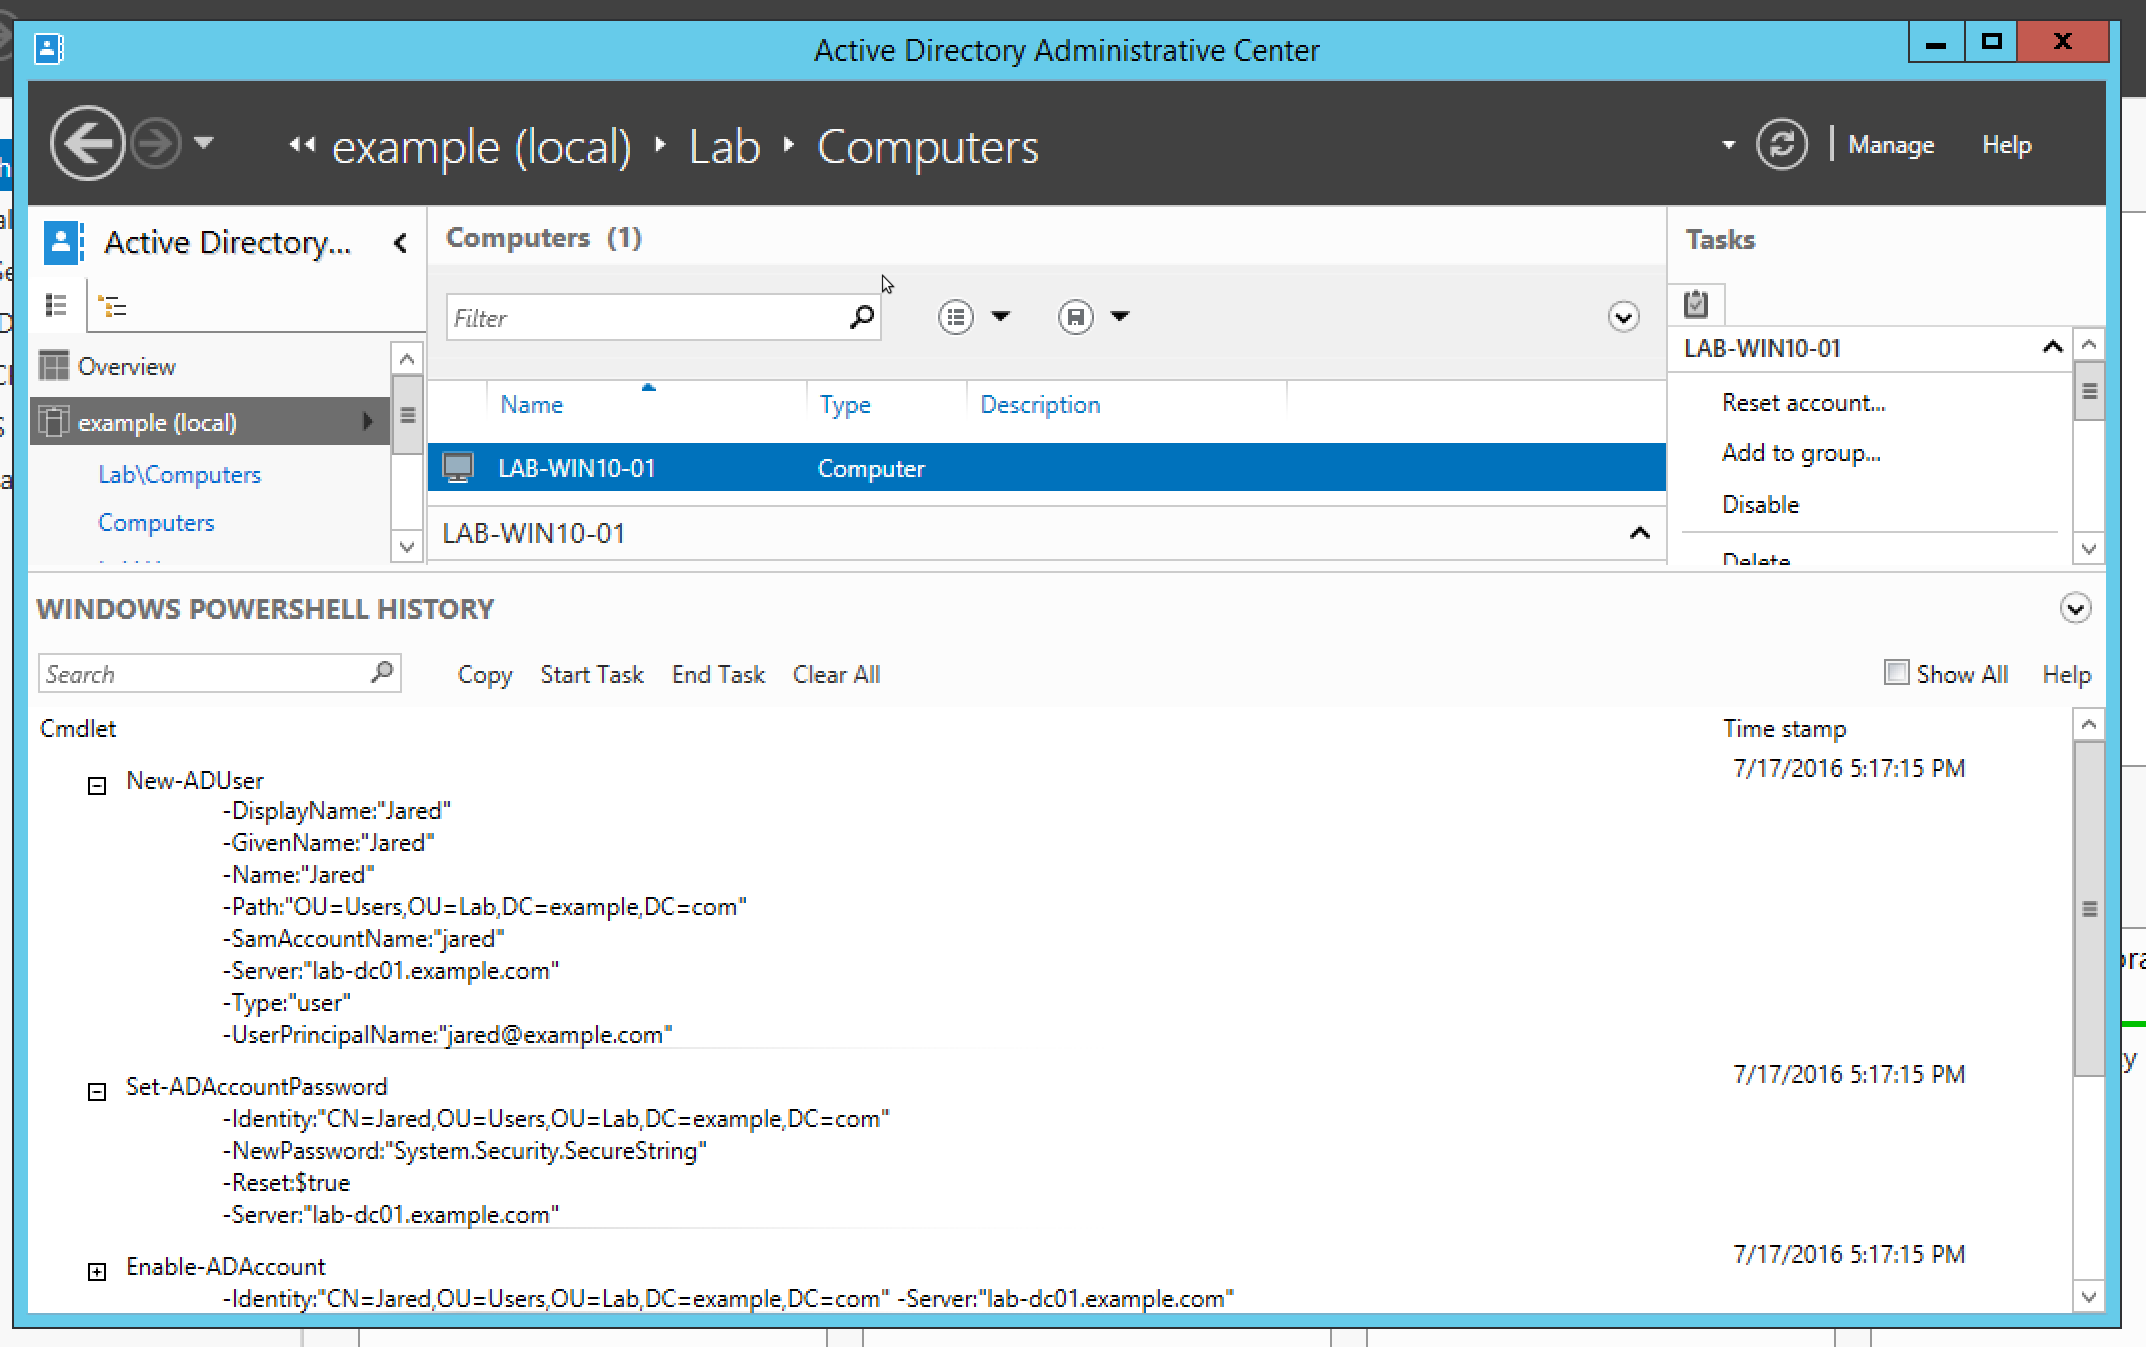 Active Directory Administrative Center
example (local) Lab Computers
Manage Help
Active Directory...
Computers (1)
Tasks
Filter
LAB-WIN10-01
Overview
Reset account...
Name Type Description
example (local)
Add to group...
Lab\Computers
LAB-WIN10-01 Computer
Disable
Computers
LAB-WIN10-01
Delete
WINDOWS POWERSHELL HISTORY
Search Copy Start Task End Task Clear All Show All Help
Cmdlet Time stamp
New-ADUser 7/17/2016 5:17:15 PM
-DisplayName:"Jared"
-GivenName:"Jared"
-Name:"Jared"
-Path:"OU=Users,OU=Lab,DC=example,DC=com"
-SamAccountName:"jared"
-Server:"lab-dc01.example.com"
-Type:"user"
-UserPrincipalName:"jared@example.com"
Set-ADAccountPassword 7/17/2016 5:17:15 PM
-Identity:"CN=Jared,OU=Users,OU=Lab,DC=example,DC=com"
-NewPassword:"System.Security.SecureString"
-Reset:$true
-Server:"lab-dc01.example.com"
Enable-ADAccount 7/17/2016 5:17:15 PM
-Identity:"CN=Jared,OU=Users,OU=Lab,DC=example,DC=com" -Server:"lab-dc01.example.com"